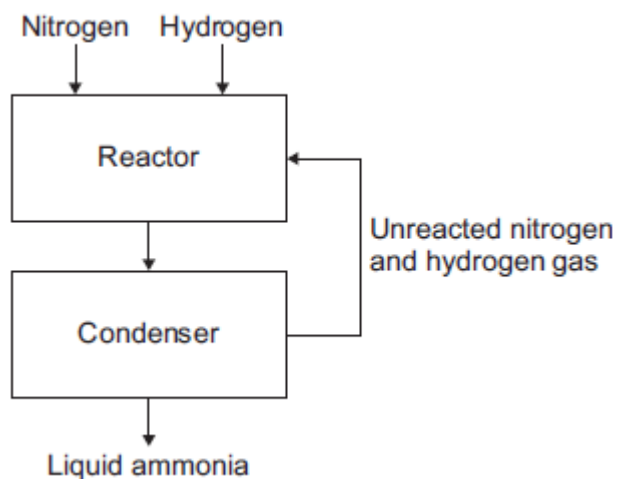 Nitrogen Hydrogen
Reactor
Unreacted nitrogen
and hydrogen gas
Condenser
Liquid ammonia